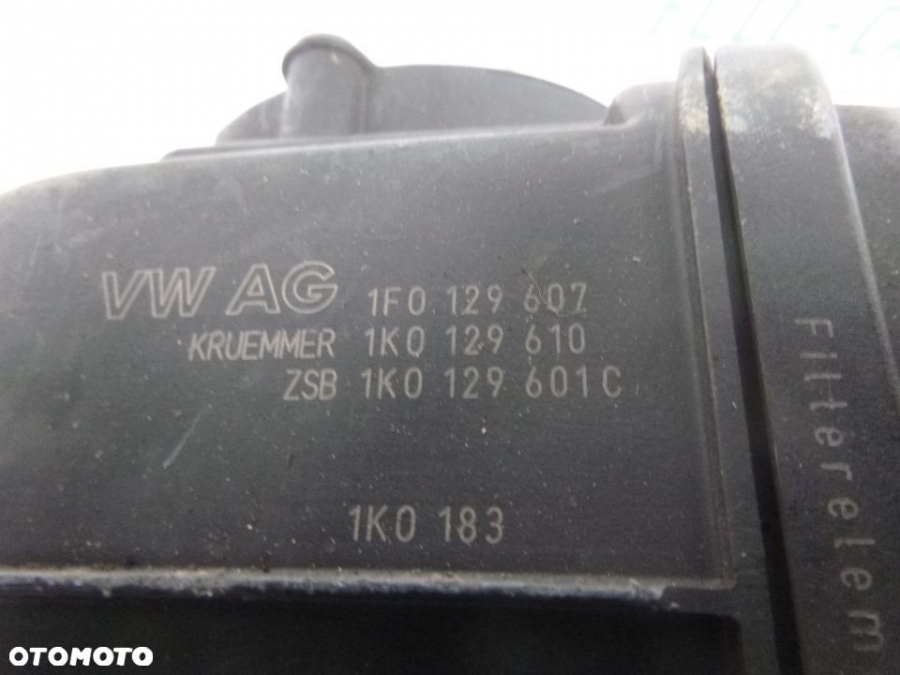 VW AG 1F0 129 607
KRUEMMER 1K0 129 610
ZSB 1K0 129 601 C
1K0 183
Filterelem
OTOMOTO